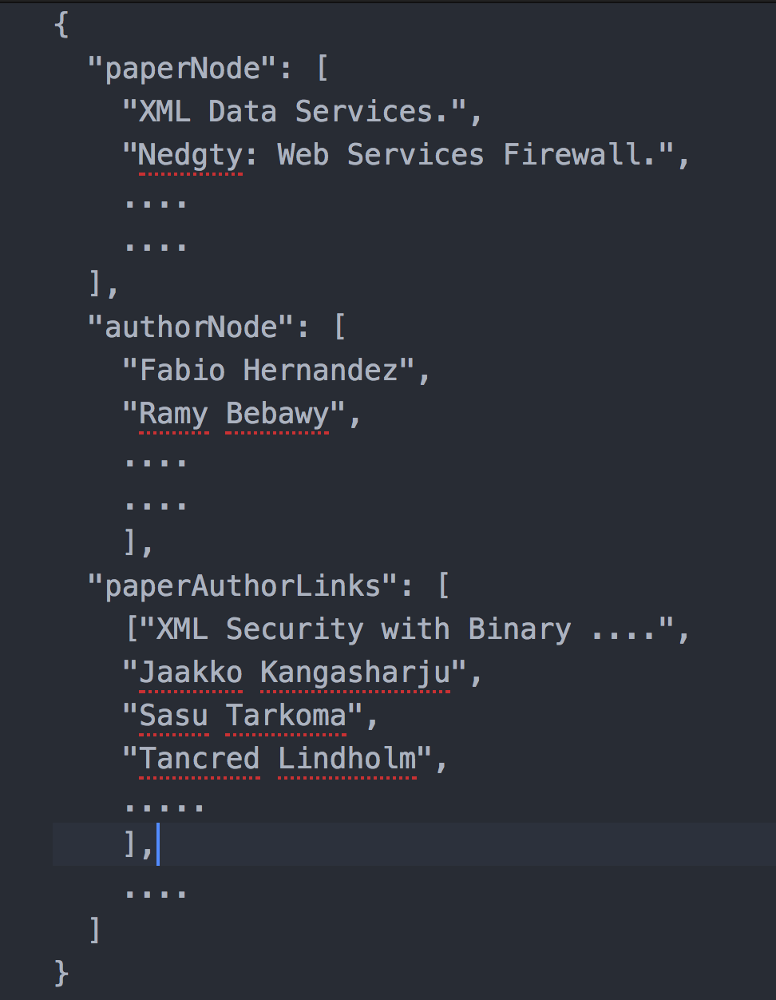 {
"paperNode": [
"XML Data Services.",
"Nedgty: Web Services Firewall.",
....
....
],
"authorNode": [
"Fabio Hernandez",
"Ramy Bebawy",
....
....
],
"paperAuthorLinks": [
["XML Security with Binary ....",
"Jaakko Kangasharju",
"Sasu Tarkoma",
"Tancred Lindholm",
.....
],
....
]
}